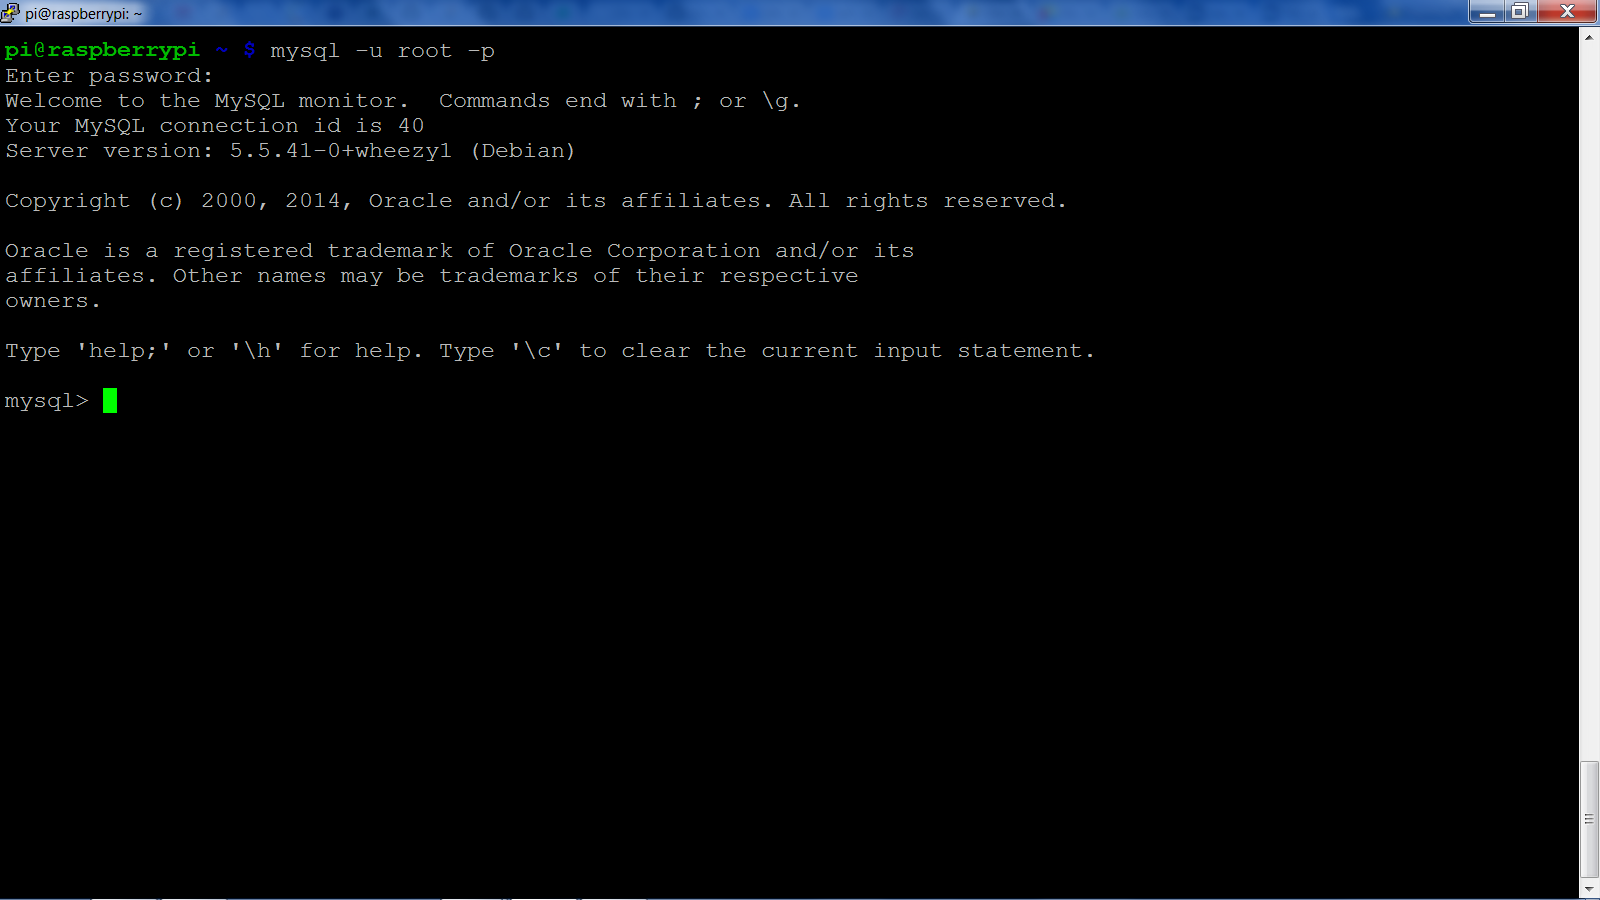 pi@raspberrypi: ~
pi@raspberrypi ~ $ mysql -u root -p
Enter password:
Welcome to the MySQL monitor.  Commands end with ; or \g.
Your MySQL connection id is 40
Server version: 5.5.41-0+wheezy1 (Debian)
Copyright (c) 2000, 2014, Oracle and/or its affiliates. All rights reserved.
Oracle is a registered trademark of Oracle Corporation and/or its
affiliates. Other names may be trademarks of their respective
owners.
Type 'help;' or '\h' for help. Type '\c' to clear the current input statement.
mysql>